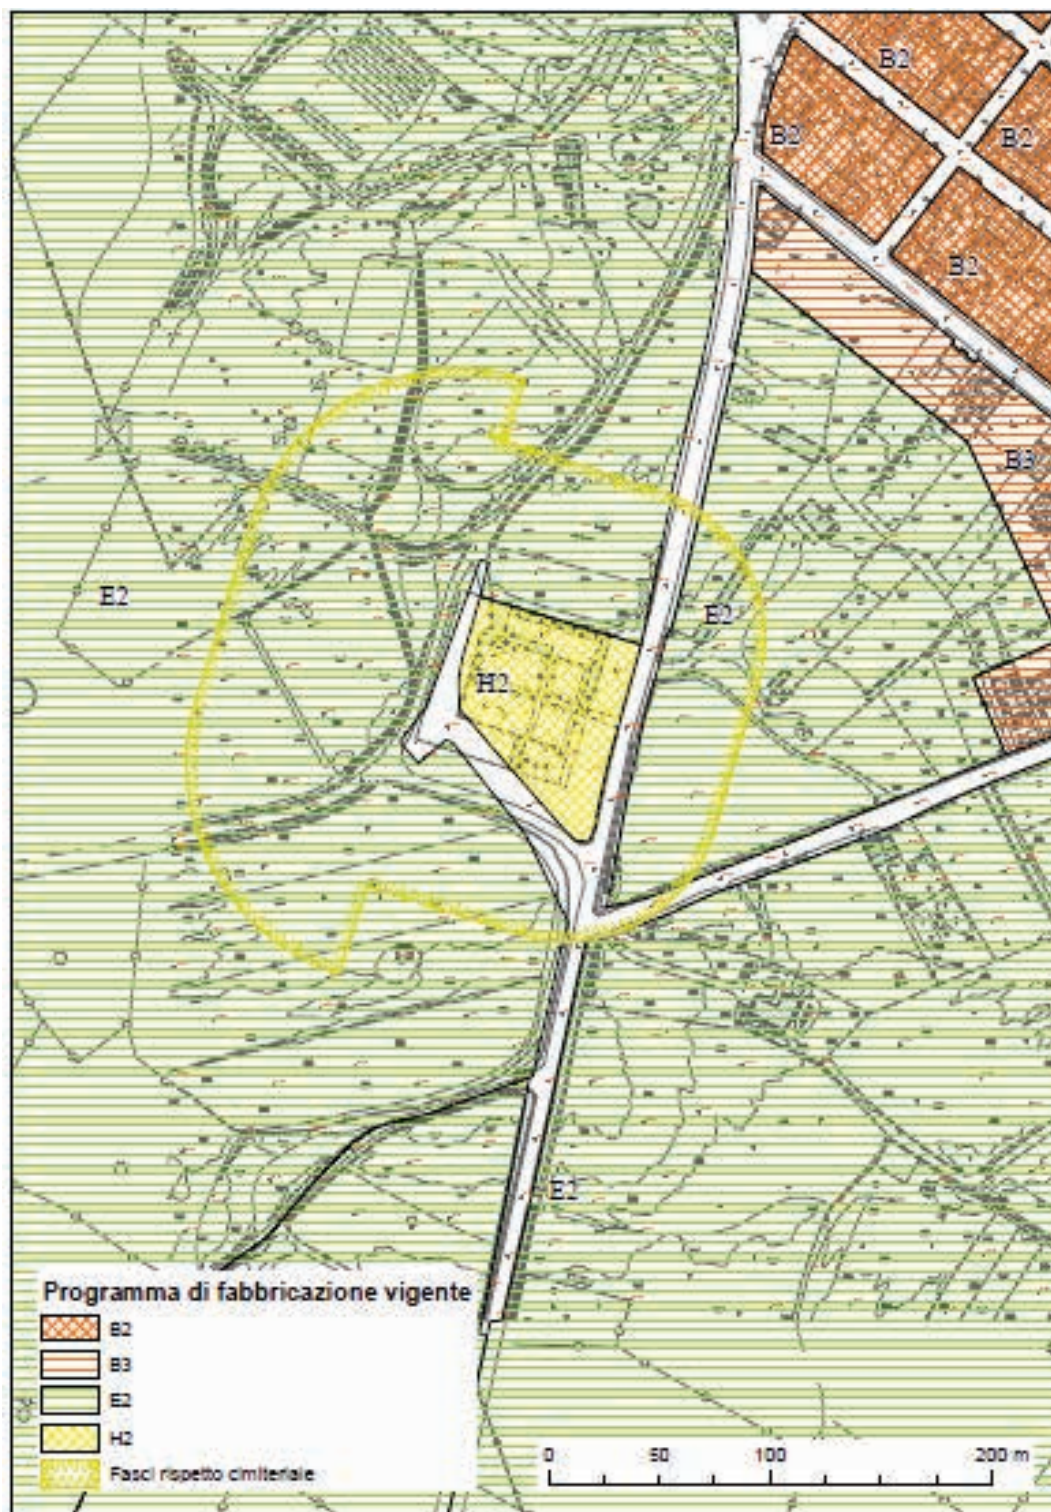 B2
B2
B2
B2
B3
E2
E2
H2
E2
Programma di fabbricazione vigente
B2
B3
E2
H2
Fasci rispetto cimiteriale
0 50 100 200 m